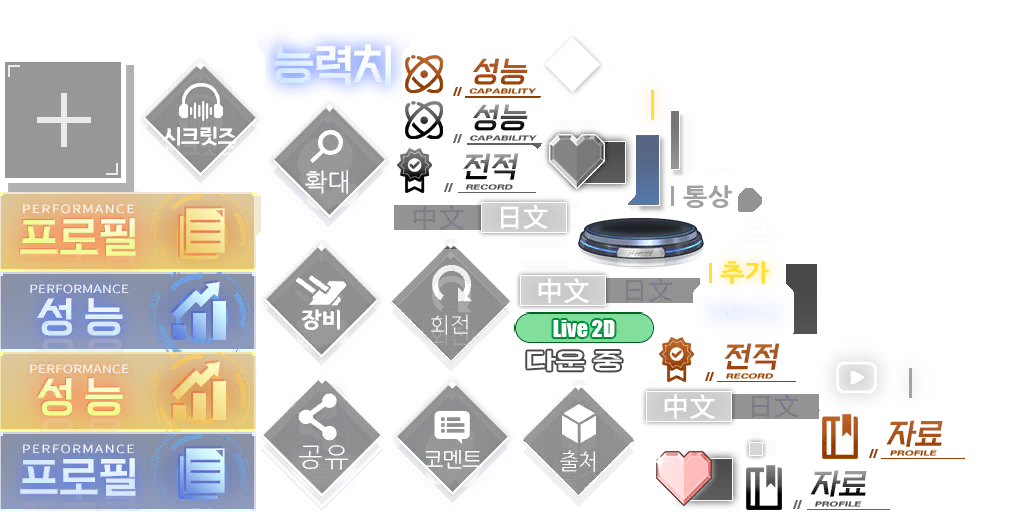 능력치
성능
// CAPABILITY
시크릿즈
확대
성능
// CAPABILITY
전적
// RECORD
통상
PERFORMANCE
프로필
中文 日文
추가
PERFORMANCE
성능
장비
회전
中文 日文
Live 2D
다운 중
전적
// RECORD
PERFORMANCE
성능
中文 日文
공유
코멘트
출처
자료
// PROFILE
PERFORMANCE
프로필
자료
// PROFILE